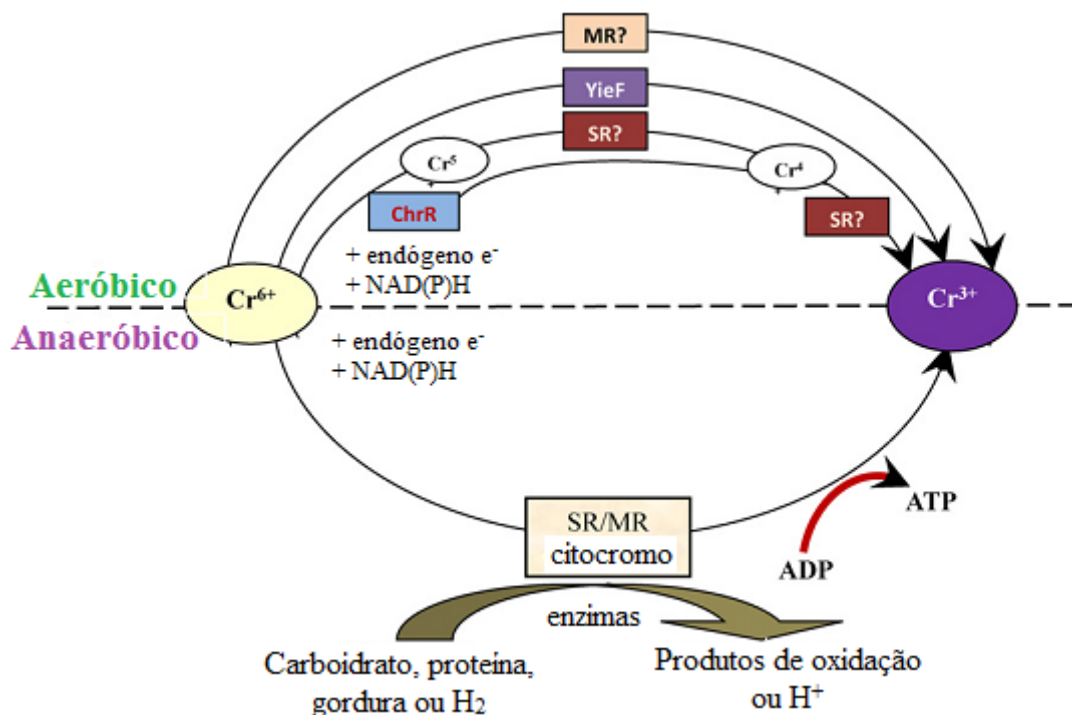 MR?
YieF
SR?
Cr⁵
Cr⁴
+
ChrR
SR?
+ endógeno e⁻
+ NAD(P)H
Aeróbico
Cr⁶⁺
Cr³⁺
Anaeróbico
+ endógeno e⁻
+ NAD(P)H
SR/MR
citocromo
ATP
ADP
enzimas
Carboidrato, proteína,
gordura ou H₂
Produtos de oxidação
ou H⁺